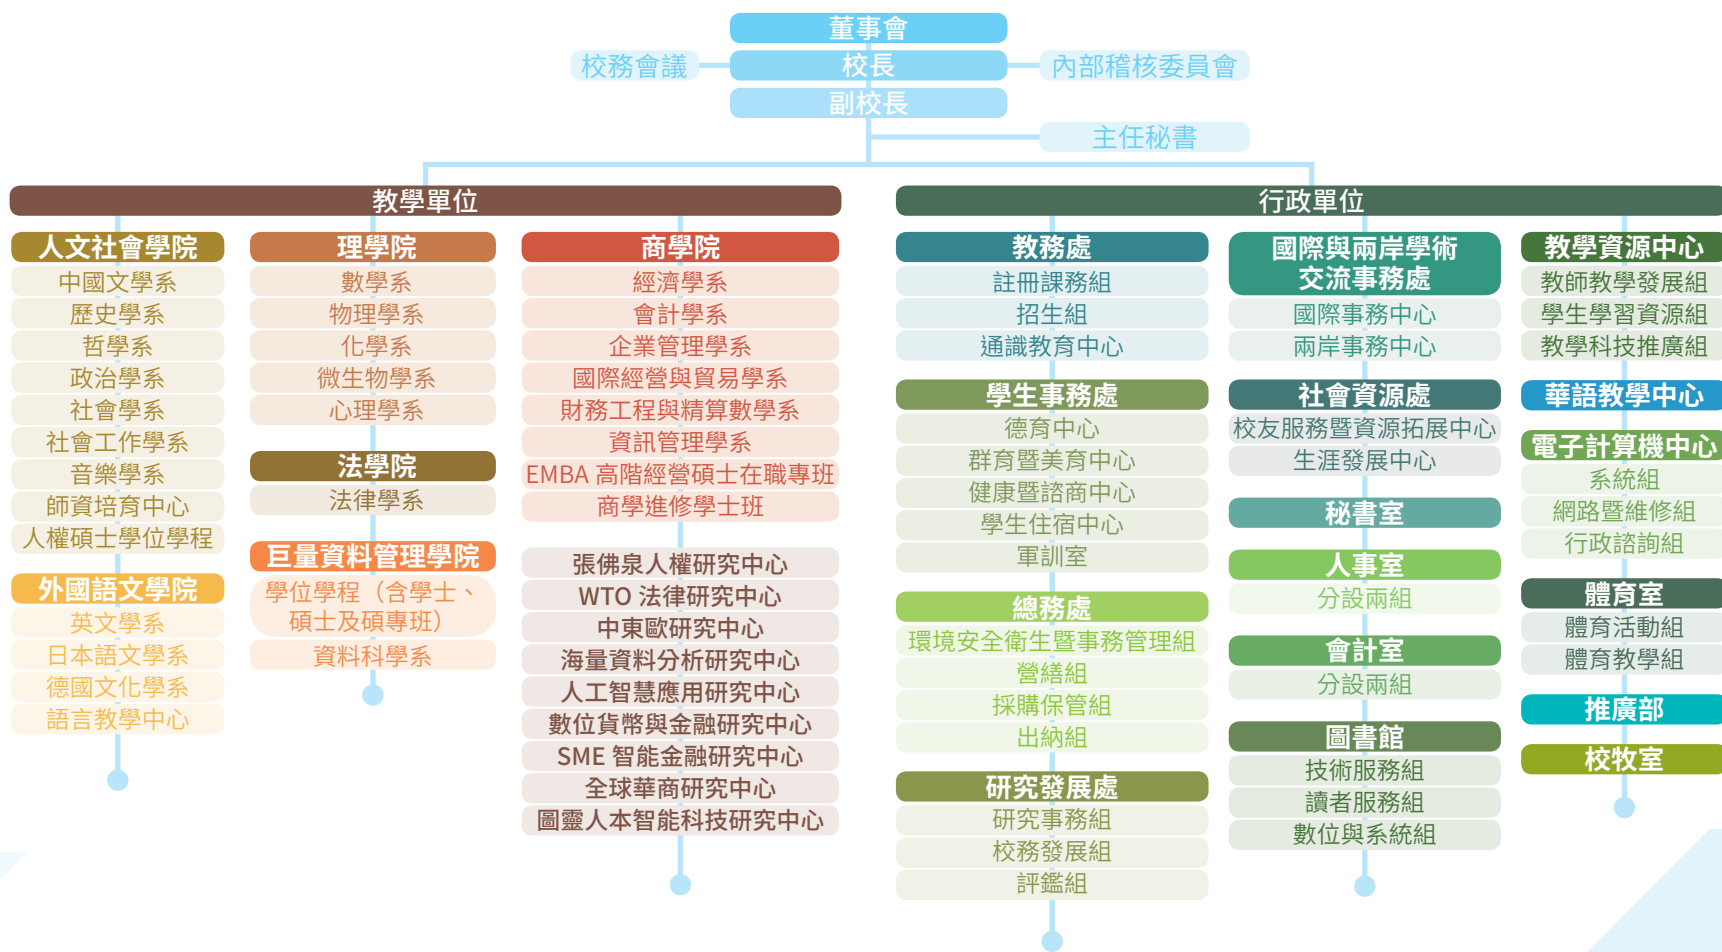 董事會
校務會議
校長
內部稽核委員會
副校長
主任秘書
教學單位
人文社會學院
中國文學系
歷史學系
哲學系
政治學系
社會學系
社會工作學系
音樂學系
師資培育中心
人權碩士學位學程
外國語文學院
英文學系
日本語文學系
德國文化學系
語言教學中心
理學院
數學系
物理學系
化學系
微生物學系
心理學系
法學院
法律學系
巨量資料管理學院
學位學程（含學士、
碩士及碩專班）
資料科學系
商學院
經濟學系
會計學系
企業管理學系
國際經營與貿易學系
財務工程與精算數學系
資訊管理學系
EMBA 高階經營碩士在職專班
商學進修學士班
張佛泉人權研究中心
WTO 法律研究中心
中東歐研究中心
海量資料分析研究中心
人工智慧應用研究中心
數位貨幣與金融研究中心
SME 智能金融研究中心
全球華商研究中心
圖靈人本智能科技研究中心
行政單位
教務處
註冊課務組
招生組
通識教育中心
學生事務處
德育中心
群育暨美育中心
健康暨諮商中心
學生住宿中心
軍訓室
總務處
環境安全衛生暨事務管理組
營繕組
採購保管組
出納組
研究發展處
研究事務組
校務發展組
評鑑組
國際與兩岸學術
交流事務處
國際事務中心
兩岸事務中心
社會資源處
校友服務暨資源拓展中心
生涯發展中心
秘書室
人事室
分設兩組
會計室
分設兩組
圖書館
技術服務組
讀者服務組
數位與系統組
教學資源中心
教師教學發展組
學生學習資源組
教學科技推廣組
華語教學中心
電子計算機中心
系統組
網路暨維修組
行政諮詢組
體育室
體育活動組
體育教學組
推廣部
校牧室